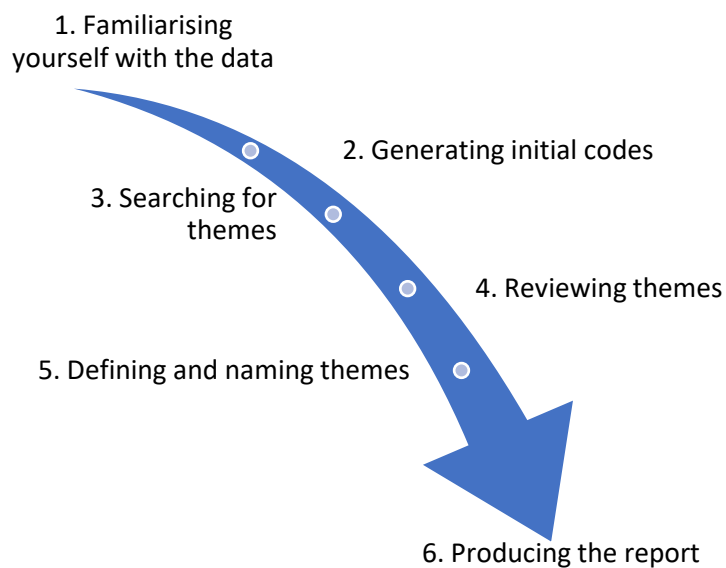 1. Familiarising
yourself with the data
2. Generating initial codes
3. Searching for
themes
4. Reviewing themes
5. Defining and naming themes
6. Producing the report